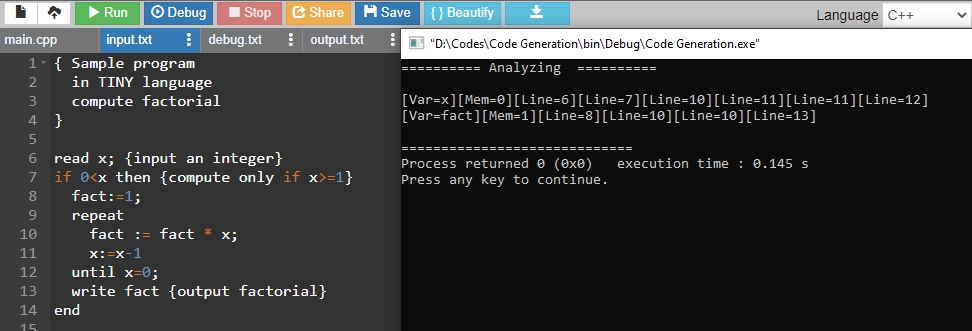 Run Debug Stop Share Save { } Beautify Language C++
main.cpp input.txt debug.txt output.txt
1 { Sample program
2 in TINY language
3 compute factorial
4 }
5
6 read x; {input an integer}
7 if 0<x then {compute only if x>=1}
8 fact:=1;
9 repeat
10 fact := fact * x;
11 x:=x-1
12 until x=0;
13 write fact {output factorial}
14 end
15
"D:\Codes\Code Generation\bin\Debug\Code Generation.exe"
========== Analyzing ==========
[Var=x][Mem=0][Line=6][Line=7][Line=10][Line=11][Line=11][Line=12]
[Var=fact][Mem=1][Line=8][Line=10][Line=10][Line=13]
=============================
Process returned 0 (0x0) execution time : 0.145 s
Press any key to continue.